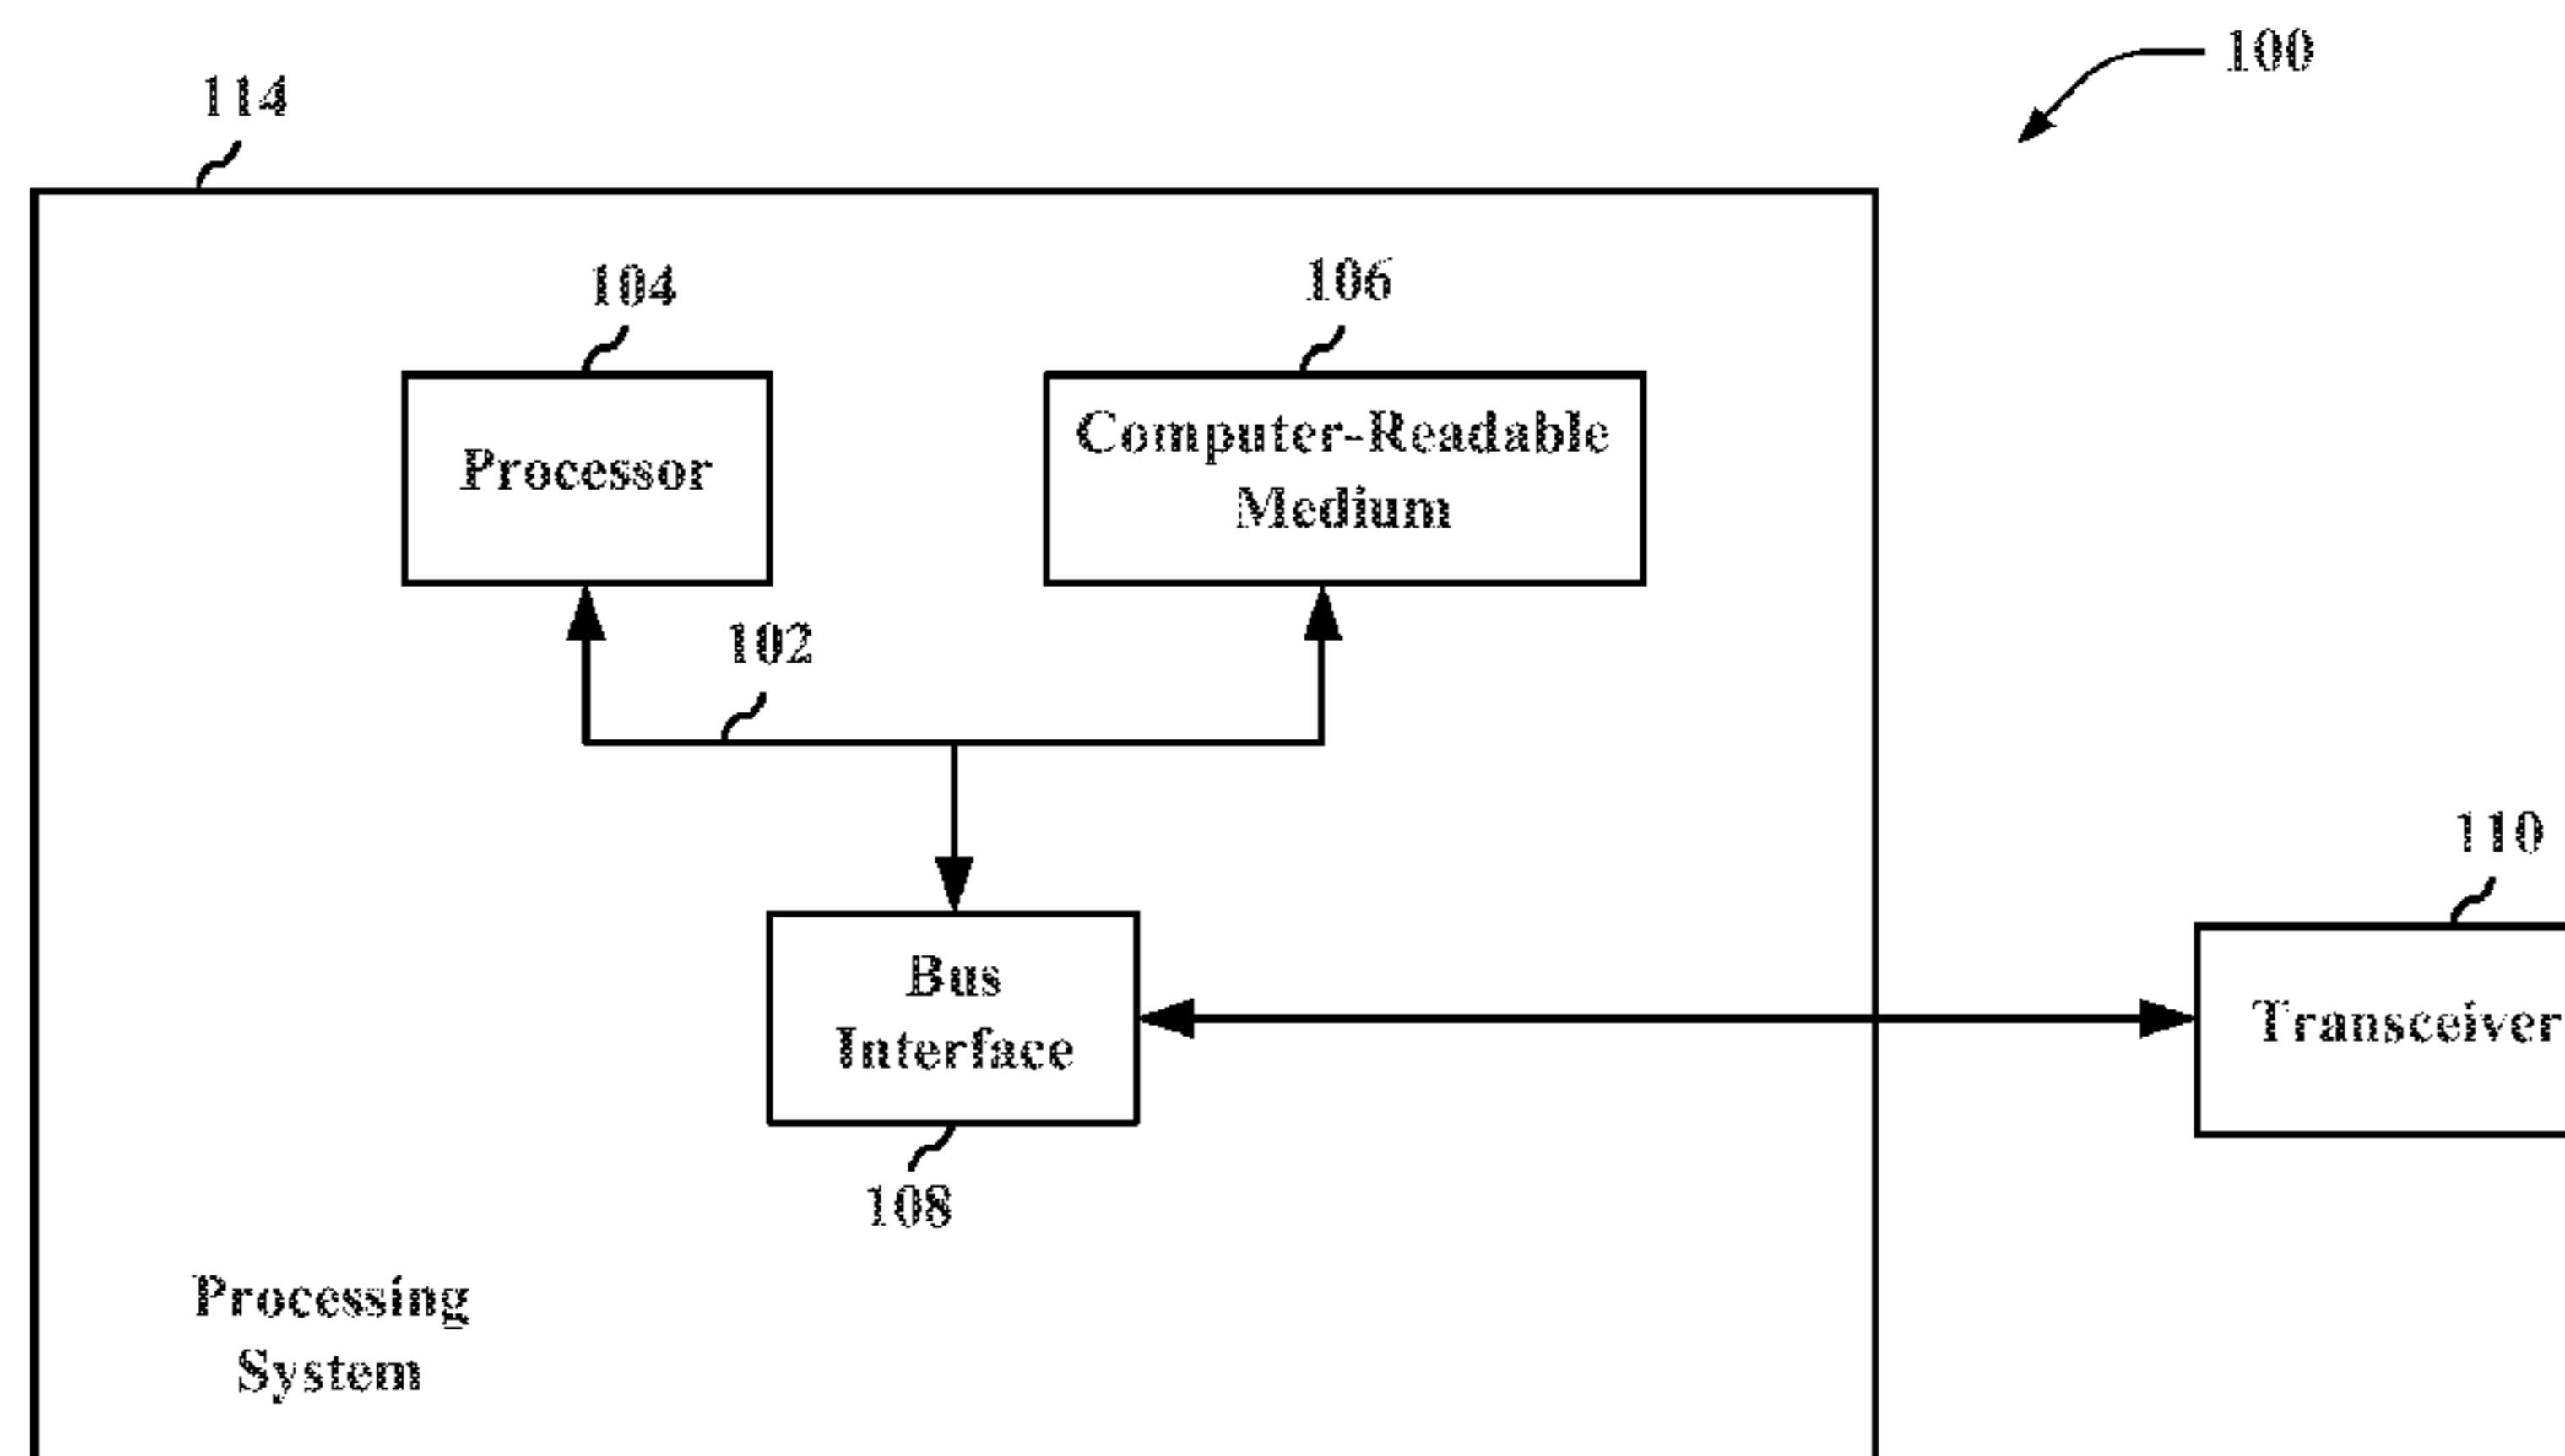 100
114
104
106
Processor
Computer-Readable
Medium
102
110
Bus
Interface
Transceiver
108
Processing
System